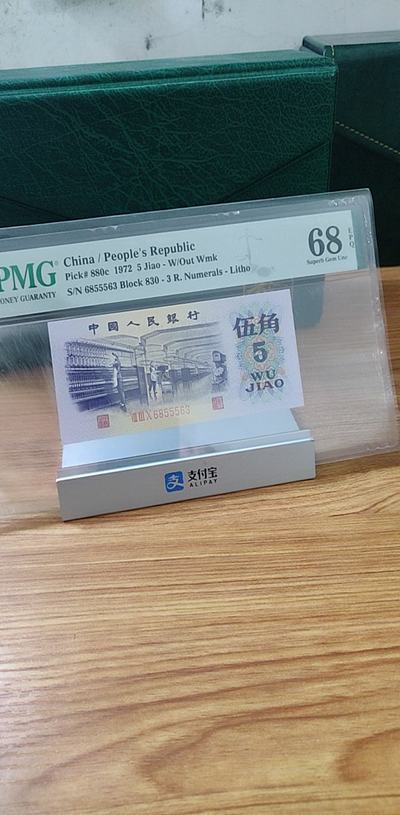 PMG
MONEY GUARANTY
China / People's Republic
Pick# 880c 1972 5 Jiao - W/Out Wmk
S/N 6855563 Block 830 - 3 R. Numerals - Litho
68 EPQ
Superb Gem Unc
中國人民銀行
伍角
5
WU
JIAO
VIII III X 6855563
支付宝
ALIPAY